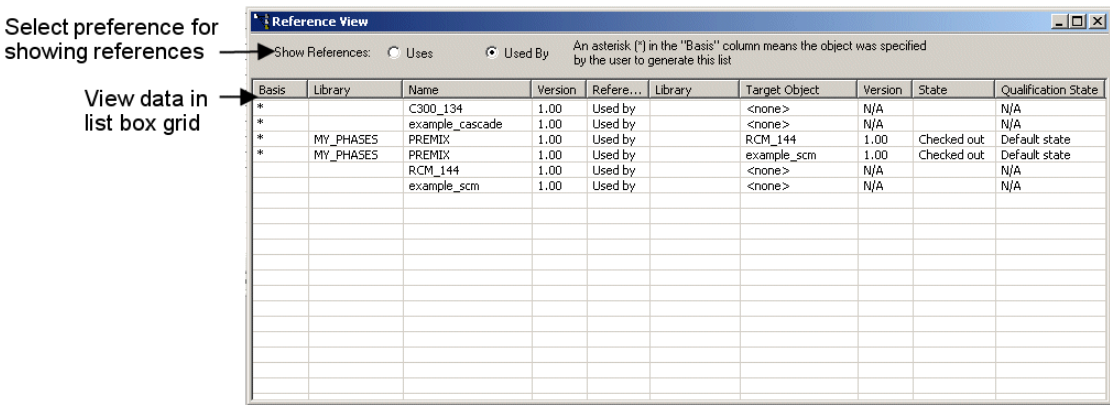 Select preference for
showing references
View data in
list box grid
Reference View
Show References: Uses Used By
An asterisk (*) in the "Basis" column means the object was specified
by the user to generate this list
Basis Library Name Version Refere... Library Target Object Version State Qualification State
* C300_134 1.00 Used by <none> N/A N/A
* example_cascade 1.00 Used by <none> N/A N/A
* MY_PHASES PREMIX 1.00 Used by RCM_144 1.00 Checked out Default state
* MY_PHASES PREMIX 1.00 Used by example_scm 1.00 Checked out Default state
RCM_144 1.00 Used by <none> N/A N/A
example_scm 1.00 Used by <none> N/A N/A